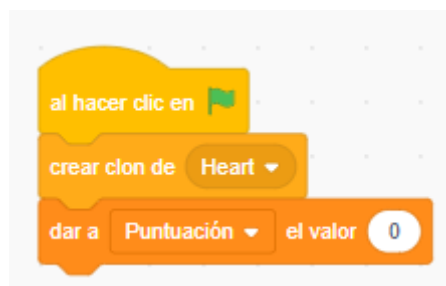 al hacer clic en
crear clon de Heart
dar a Puntuación el valor 0